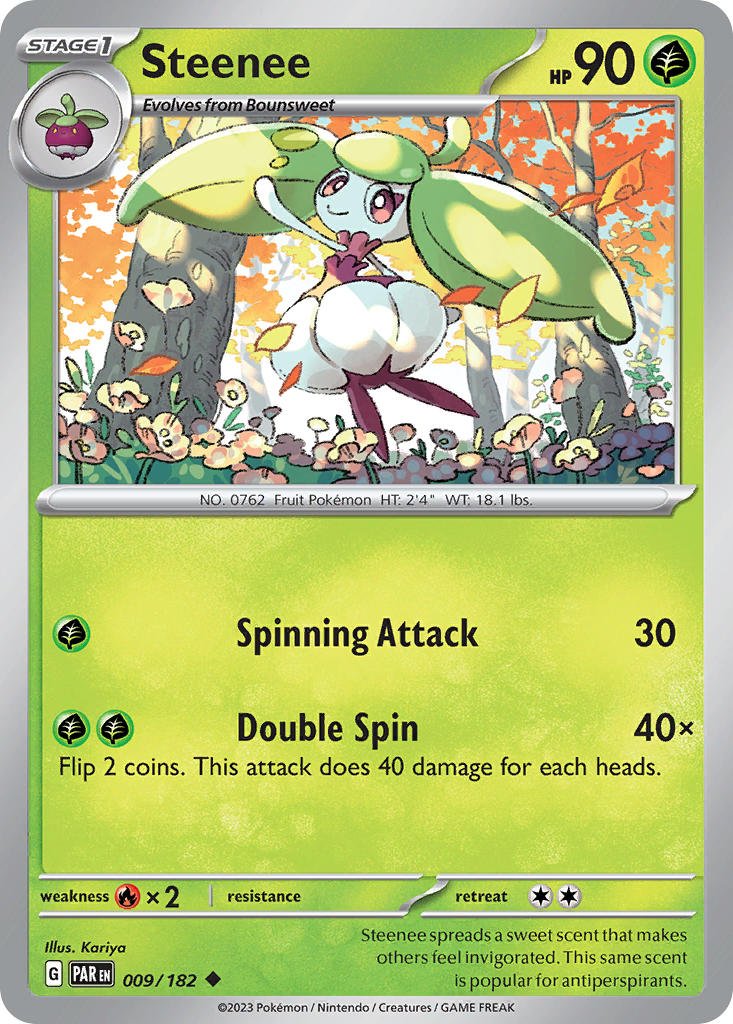 STAGE 1
Steenee
HP 90
Evolves from Bounsweet
NO. 0762 Fruit Pokémon HT: 2'4" WT: 18.1 lbs.
Spinning Attack 30
Double Spin 40×
Flip 2 coins. This attack does 40 damage for each heads.
weakness × 2 resistance retreat
Illus. Kariya
Steenee spreads a sweet scent that makes
others feel invigorated. This same scent
is popular for antiperspirants.
G PAR EN 009/182
©2023 Pokémon / Nintendo / Creatures / GAME FREAK